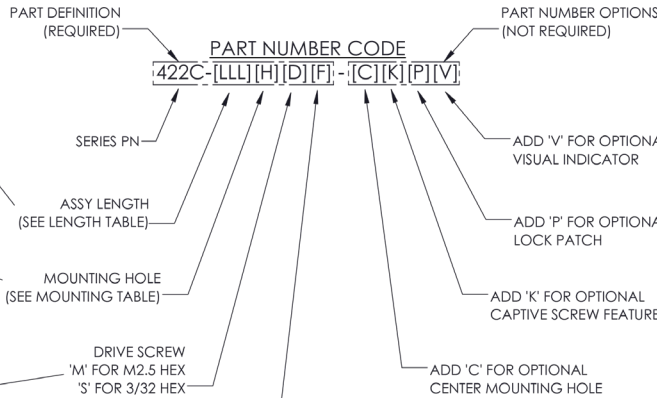 PART DEFINITION
(REQUIRED)
PART NUMBER OPTIONS
(NOT REQUIRED)
PART NUMBER CODE
422C-[LLL][H][D][F]-[C][K][P][V]
SERIES PN
ADD 'V' FOR OPTIONA
VISUAL INDICATOR
ASSY LENGTH
(SEE LENGTH TABLE)
ADD 'P' FOR OPTIONA
LOCK PATCH
MOUNTING HOLE
(SEE MOUNTING TABLE)
ADD 'K' FOR OPTIONAL
CAPTIVE SCREW FEATURE
DRIVE SCREW
'M' FOR M2.5 HEX
'S' FOR 3/32 HEX
ADD 'C' FOR OPTIONAL
CENTER MOUNTING HOLE